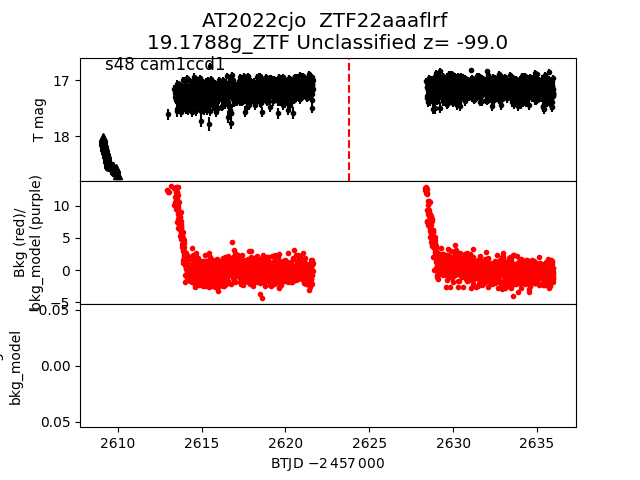 AT2022cjo  ZTF22aaaflrf
19.1788g_ZTF Unclassified z= -99.0
s48 cam1ccd1
17
18
T mag
10
5
0
−5
Bkg (red)/
bkg_model (purple)
0.05
0.00
0.05
bkg_model
2610 2615 2620 2625 2630 2635
BTJD −2 457 000